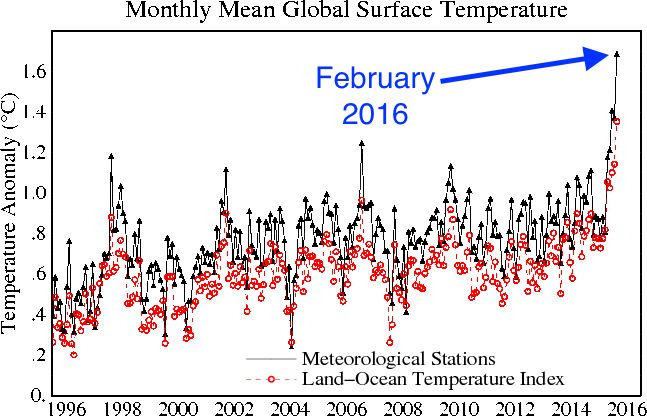 Monthly Mean Global Surface Temperature
Temperature Anomaly (°C)
1.6
1.4
1.2
1.0
.8
.6
.4
.2
0.
February
2016
Meteorological Stations
Land-Ocean Temperature Index
1996 1998 2000 2002 2004 2006 2008 2010 2012 2014 2016